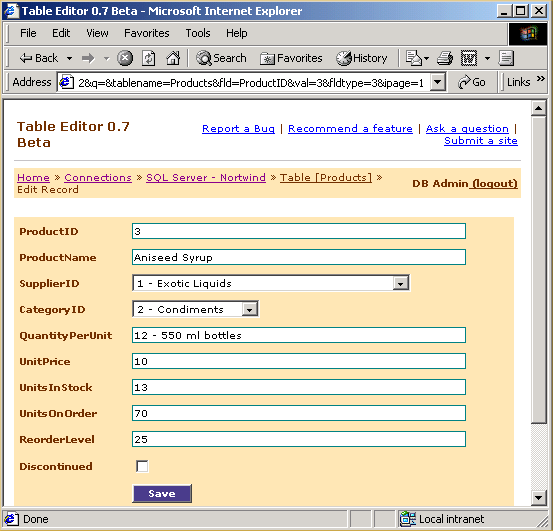 Table Editor 0.7 Beta - Microsoft Internet Explorer
File Edit View Favorites Tools Help
Back Search Favorites History
Address 2&q=&tablename=Products&fld=ProductID&val=3&fldtype=3&ipage=1 Go Links »
Table Editor 0.7
Beta
Report a Bug | Recommend a feature | Ask a question |
Submit a site
Home » Connections » SQL Server - Nortwind » Table [Products] »
Edit Record
DB Admin (logout)
ProductID 3
ProductName Aniseed Syrup
SupplierID 1 - Exotic Liquids
CategoryID 2 - Condiments
QuantityPerUnit 12 - 550 ml bottles
UnitPrice 10
UnitsInStock 13
UnitsOnOrder 70
ReorderLevel 25
Discontinued
Save
Done Local intranet